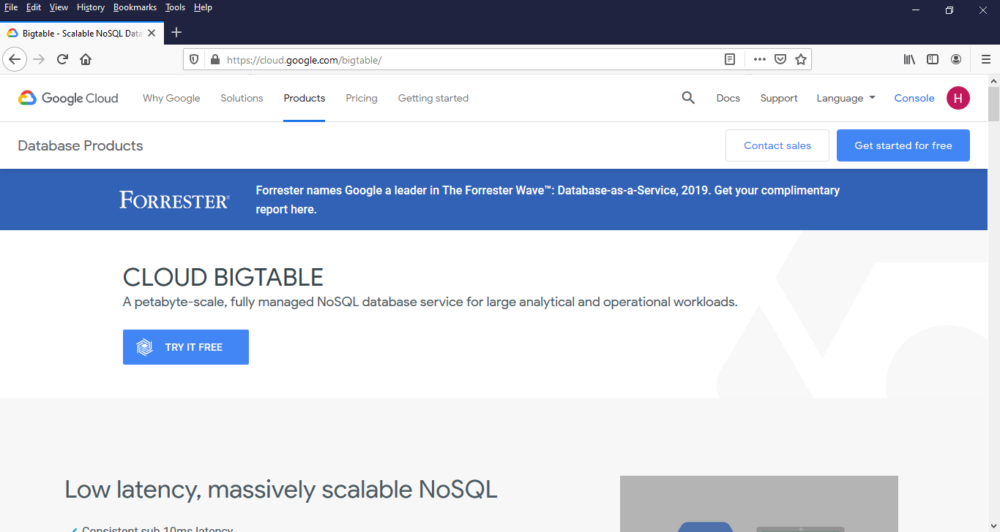 File Edit View History Bookmarks Tools Help
Bigtable - Scalable NoSQL Data
https://cloud.google.com/bigtable/
Google Cloud Why Google Solutions Products Pricing Getting started Docs Support Language Console H
Database Products Contact sales Get started for free
FORRESTER®
Forrester names Google a leader in The Forrester Wave™: Database-as-a-Service, 2019. Get your complimentary
report here.
CLOUD BIGTABLE
A petabyte-scale, fully managed NoSQL database service for large analytical and operational workloads.
TRY IT FREE
Low latency, massively scalable NoSQL
Consistent sub 10ms latency